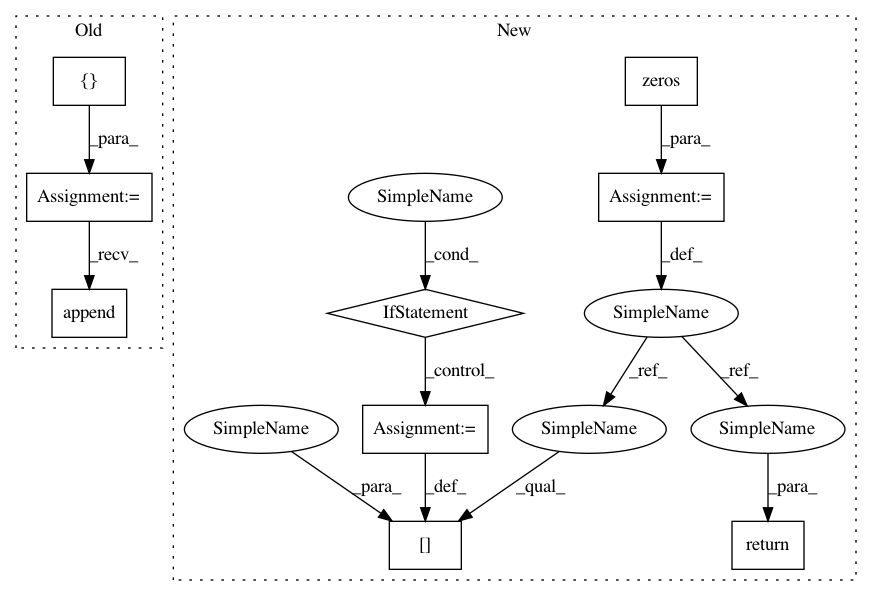 Old
New
{}
zeros
_para_
_para_
Assignment:=
SimpleName
Assignment:=
_recv_
_cond_
_def_
append
IfStatement
SimpleName
_control_
_ref_
_ref_
SimpleName
Assignment:=
SimpleName
SimpleName
_para_
_def_
_qual_
_para_
[]
return